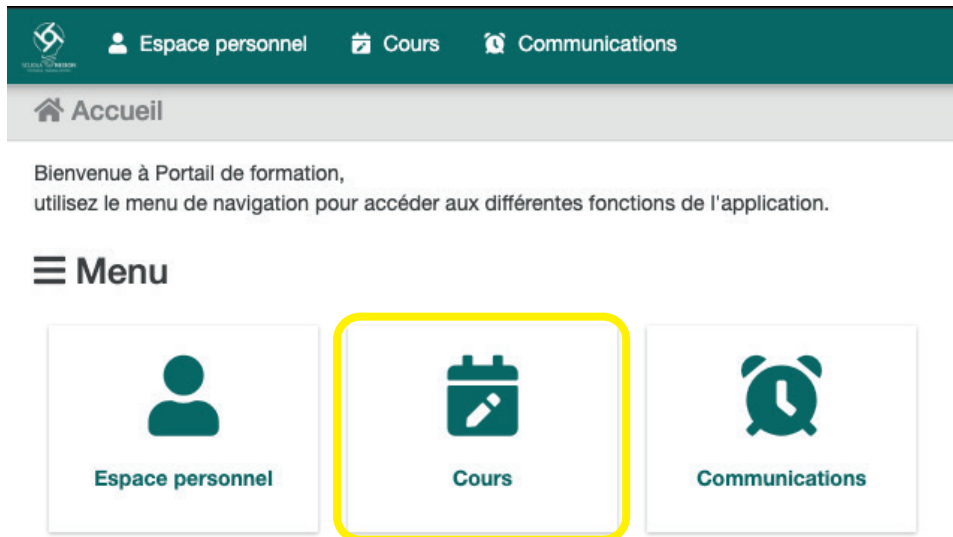 Espace personnel Cours Communications
Accueil
Bienvenue à Portail de formation,
utilisez le menu de navigation pour accéder aux différentes fonctions de l'application.
Menu
Espace personnel Cours Communications